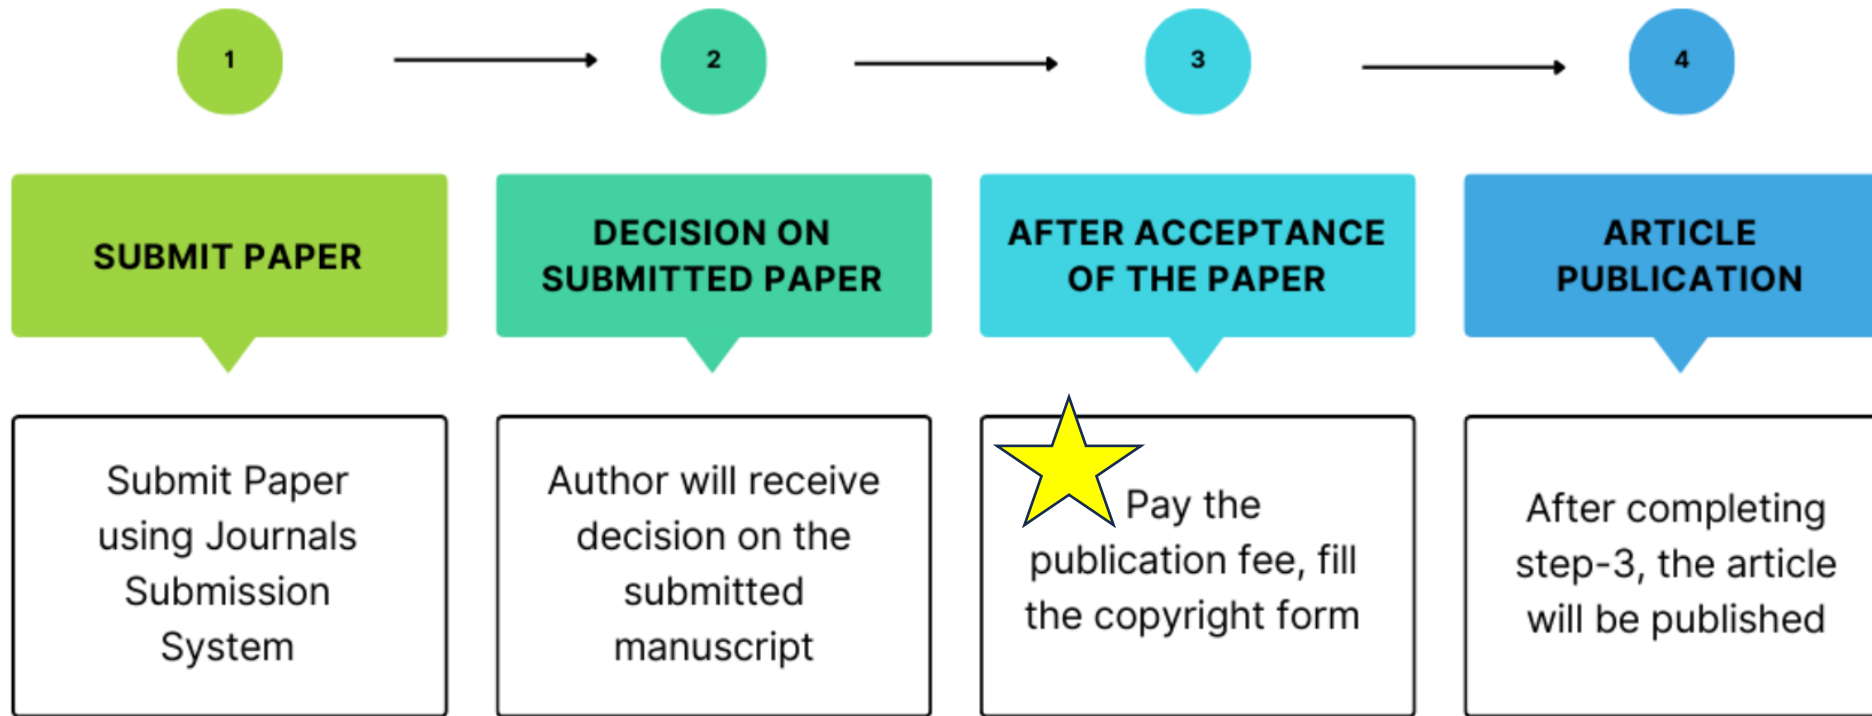 1
2
3
4
SUBMIT PAPER
DECISION ON
SUBMITTED PAPER
AFTER ACCEPTANCE
OF THE PAPER
ARTICLE
PUBLICATION
Submit Paper
using Journals
Submission
System
Author will receive
decision on the
submitted
manuscript
Pay the
publication fee, fill
the copyright form
After completing
step-3, the article
will be published